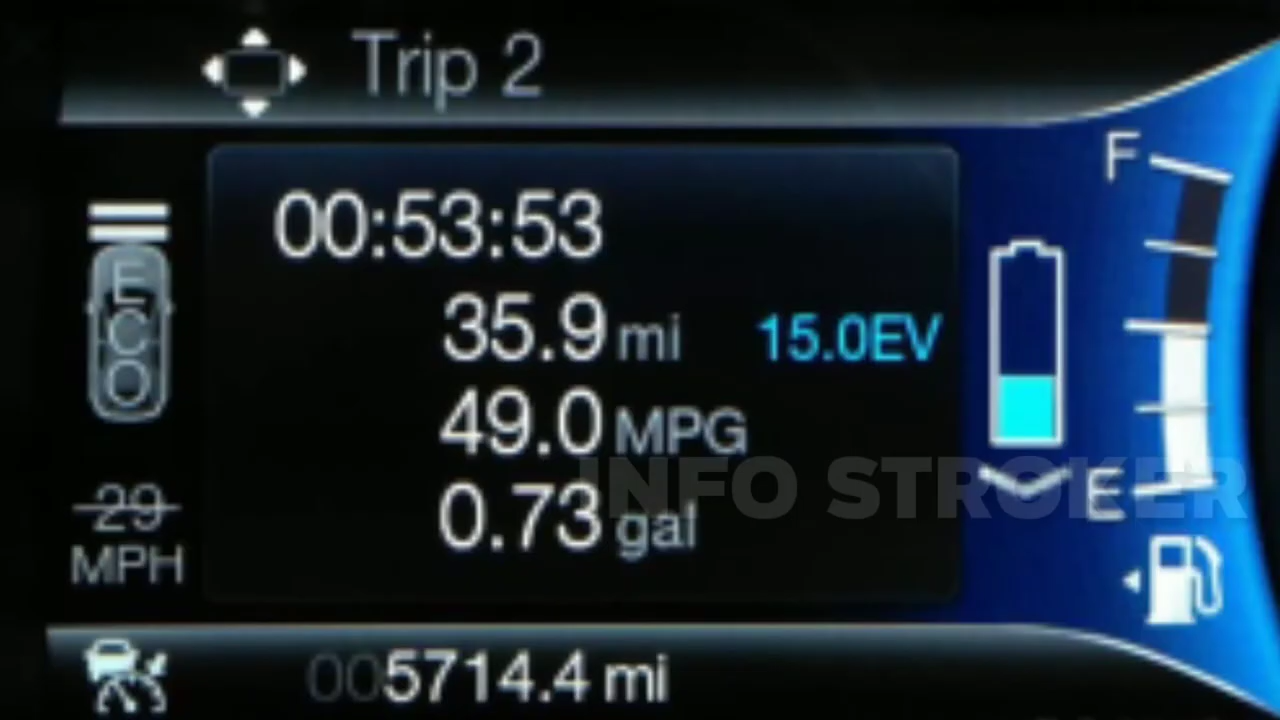 Trip 2
F
00:53:53
ECO
35.9 mi 15.0EV
49.0 MPG
INFO STROKER
E
0.73 gal
29
MPH
005714.4 mi